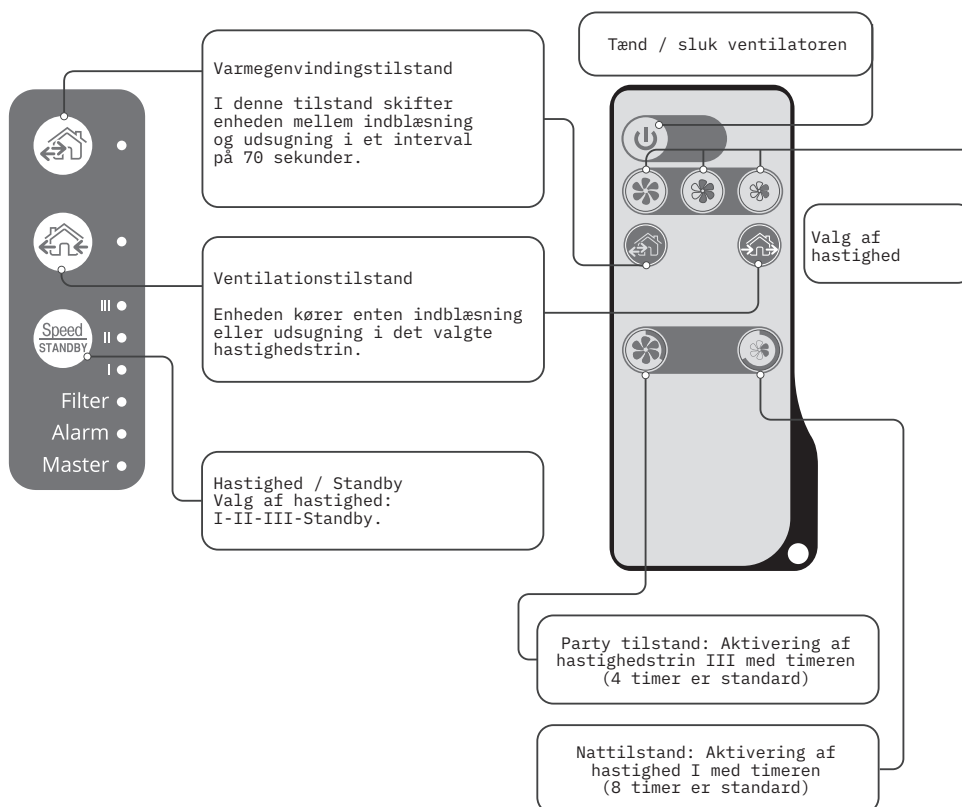 Tænd / sluk ventilatoren
Varmegenvindingstilstand
I denne tilstand skifter
enheden mellem indblæsning
og udsugning i et interval
på 70 sekunder.
Valg af
hastighed
Ventilationstilstand
Enheden kører enten indblæsning
eller udsugning i det valgte
hastighedstrin.
III
Speed
STANDBY
II
I
Filter
Alarm
Master
Hastighed / Standby
Valg af hastighed:
I-II-III-Standby.
Party tilstand: Aktivering af
hastighedstrin III med timeren
(4 timer er standard)
Nattilstand: Aktivering af
hastighed I med timeren
(8 timer er standard)